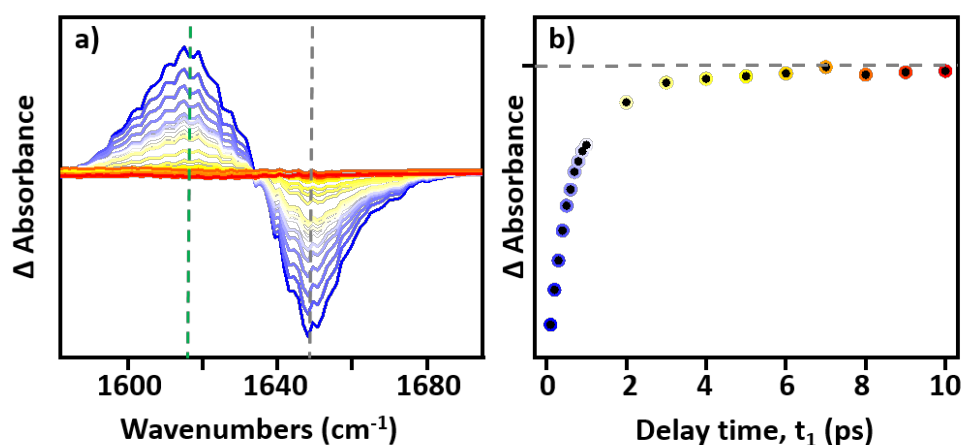 a)
Δ Absorbance
1600 1640 1680
Wavenumbers (cm⁻¹)
b)
Δ Absorbance
0 2 4 6 8 10
Delay time, t₁ (ps)